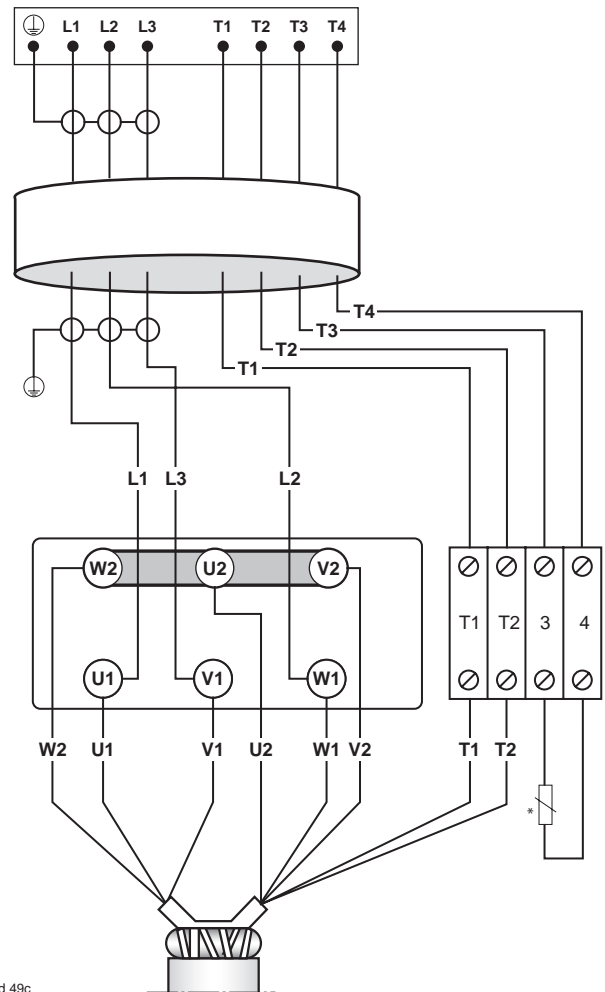 L1 L2 L3 T1 T2 T3 T4
T4
T3
T2
T1
L1 L3 L2
W2 U2 V2
T1 T2 3 4
U1 V1 W1
W2 U1 V1 U2 W1 V2 T1 T2
*